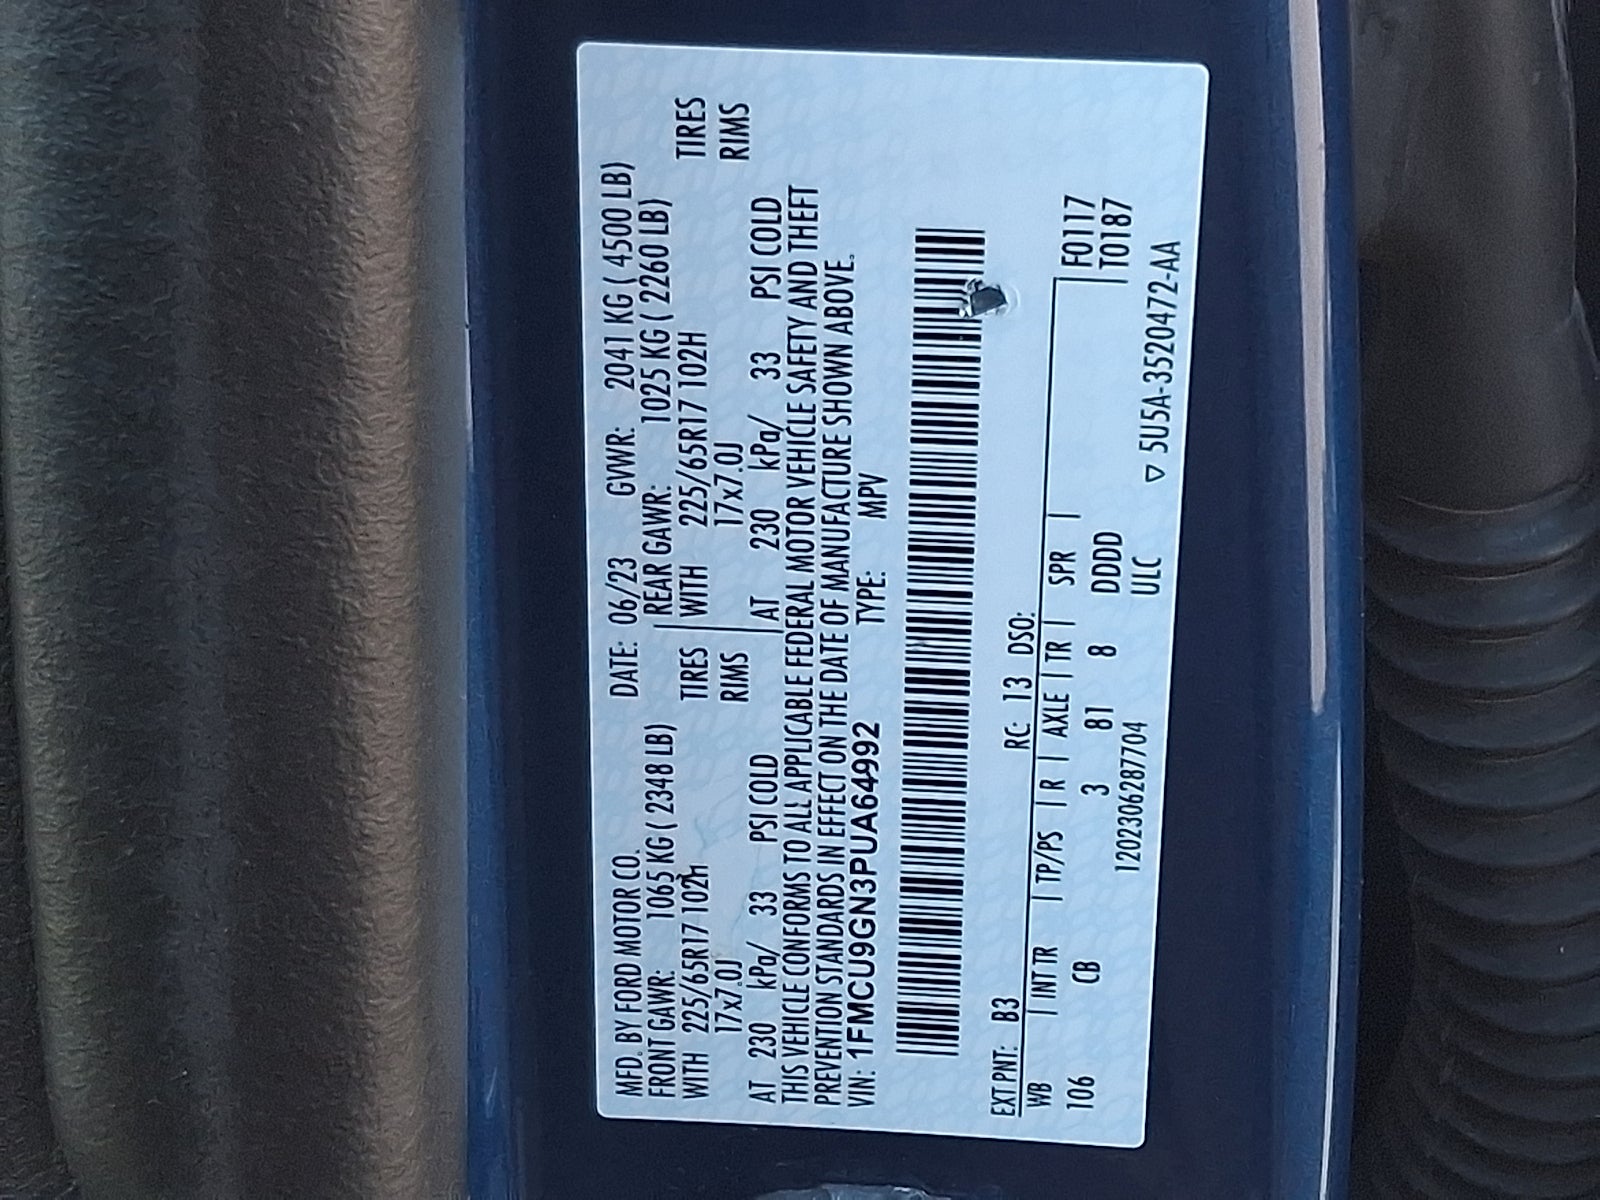 MFD. BY FORD MOTOR CO. DATE: 06/23 GVWR: 2041 KG ( 4500 LB)
FRONT GAWR: 1065 KG ( 2348 LB) REAR GAWR: 1025 KG ( 2260 LB)
WITH 225/65R17 102H TIRES WITH 225/65R17 102H TIRES
17x7.0J RIMS 17x7.0J RIMS
AT 230 kPa/ 33 PSI COLD AT 230 kPa/ 33 PSI COLD
THIS VEHICLE CONFORMS TO ALL APPLICABLE FEDERAL MOTOR VEHICLE SAFETY AND THEFT
PREVENTION STANDARDS IN EFFECT ON THE DATE OF MANUFACTURE SHOWN ABOVE.
VIN: 1FMCU9GN3PUA64992 TYPE: MPV
EXT PNT: B3 RC: 13 DSO:
WB | INT TR | TP/PS | R | AXLE | TR | SPR | F0117
106 CB 3 81 8 DDDD T0187
120230628​7704 ULC
▽ 5U5A-3520472-AA